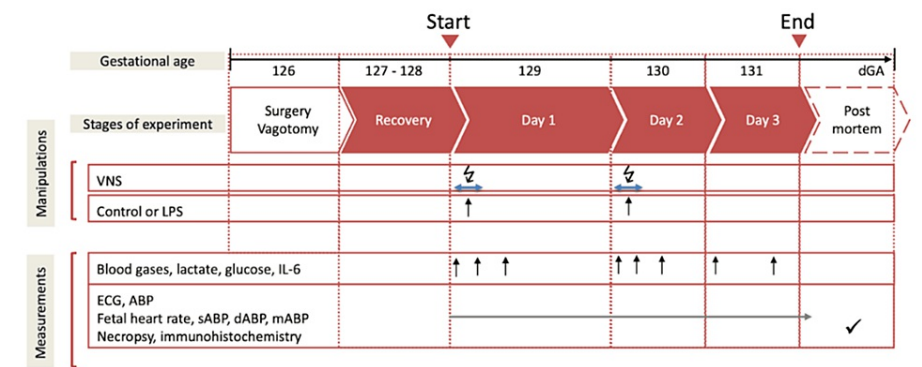 Start
End
Gestational age
126
127 - 128
129
130
131
dGA
Stages of experiment
Surgery
Vagotomy
Recovery
Day 1
Day 2
Day 3
Post
mortem
Manipulations
VNS
Control or LPS
Measurements
Blood gases, lactate, glucose, IL-6
ECG, ABP
Fetal heart rate, sABP, dABP, mABP
Necropsy, immunohistochemistry